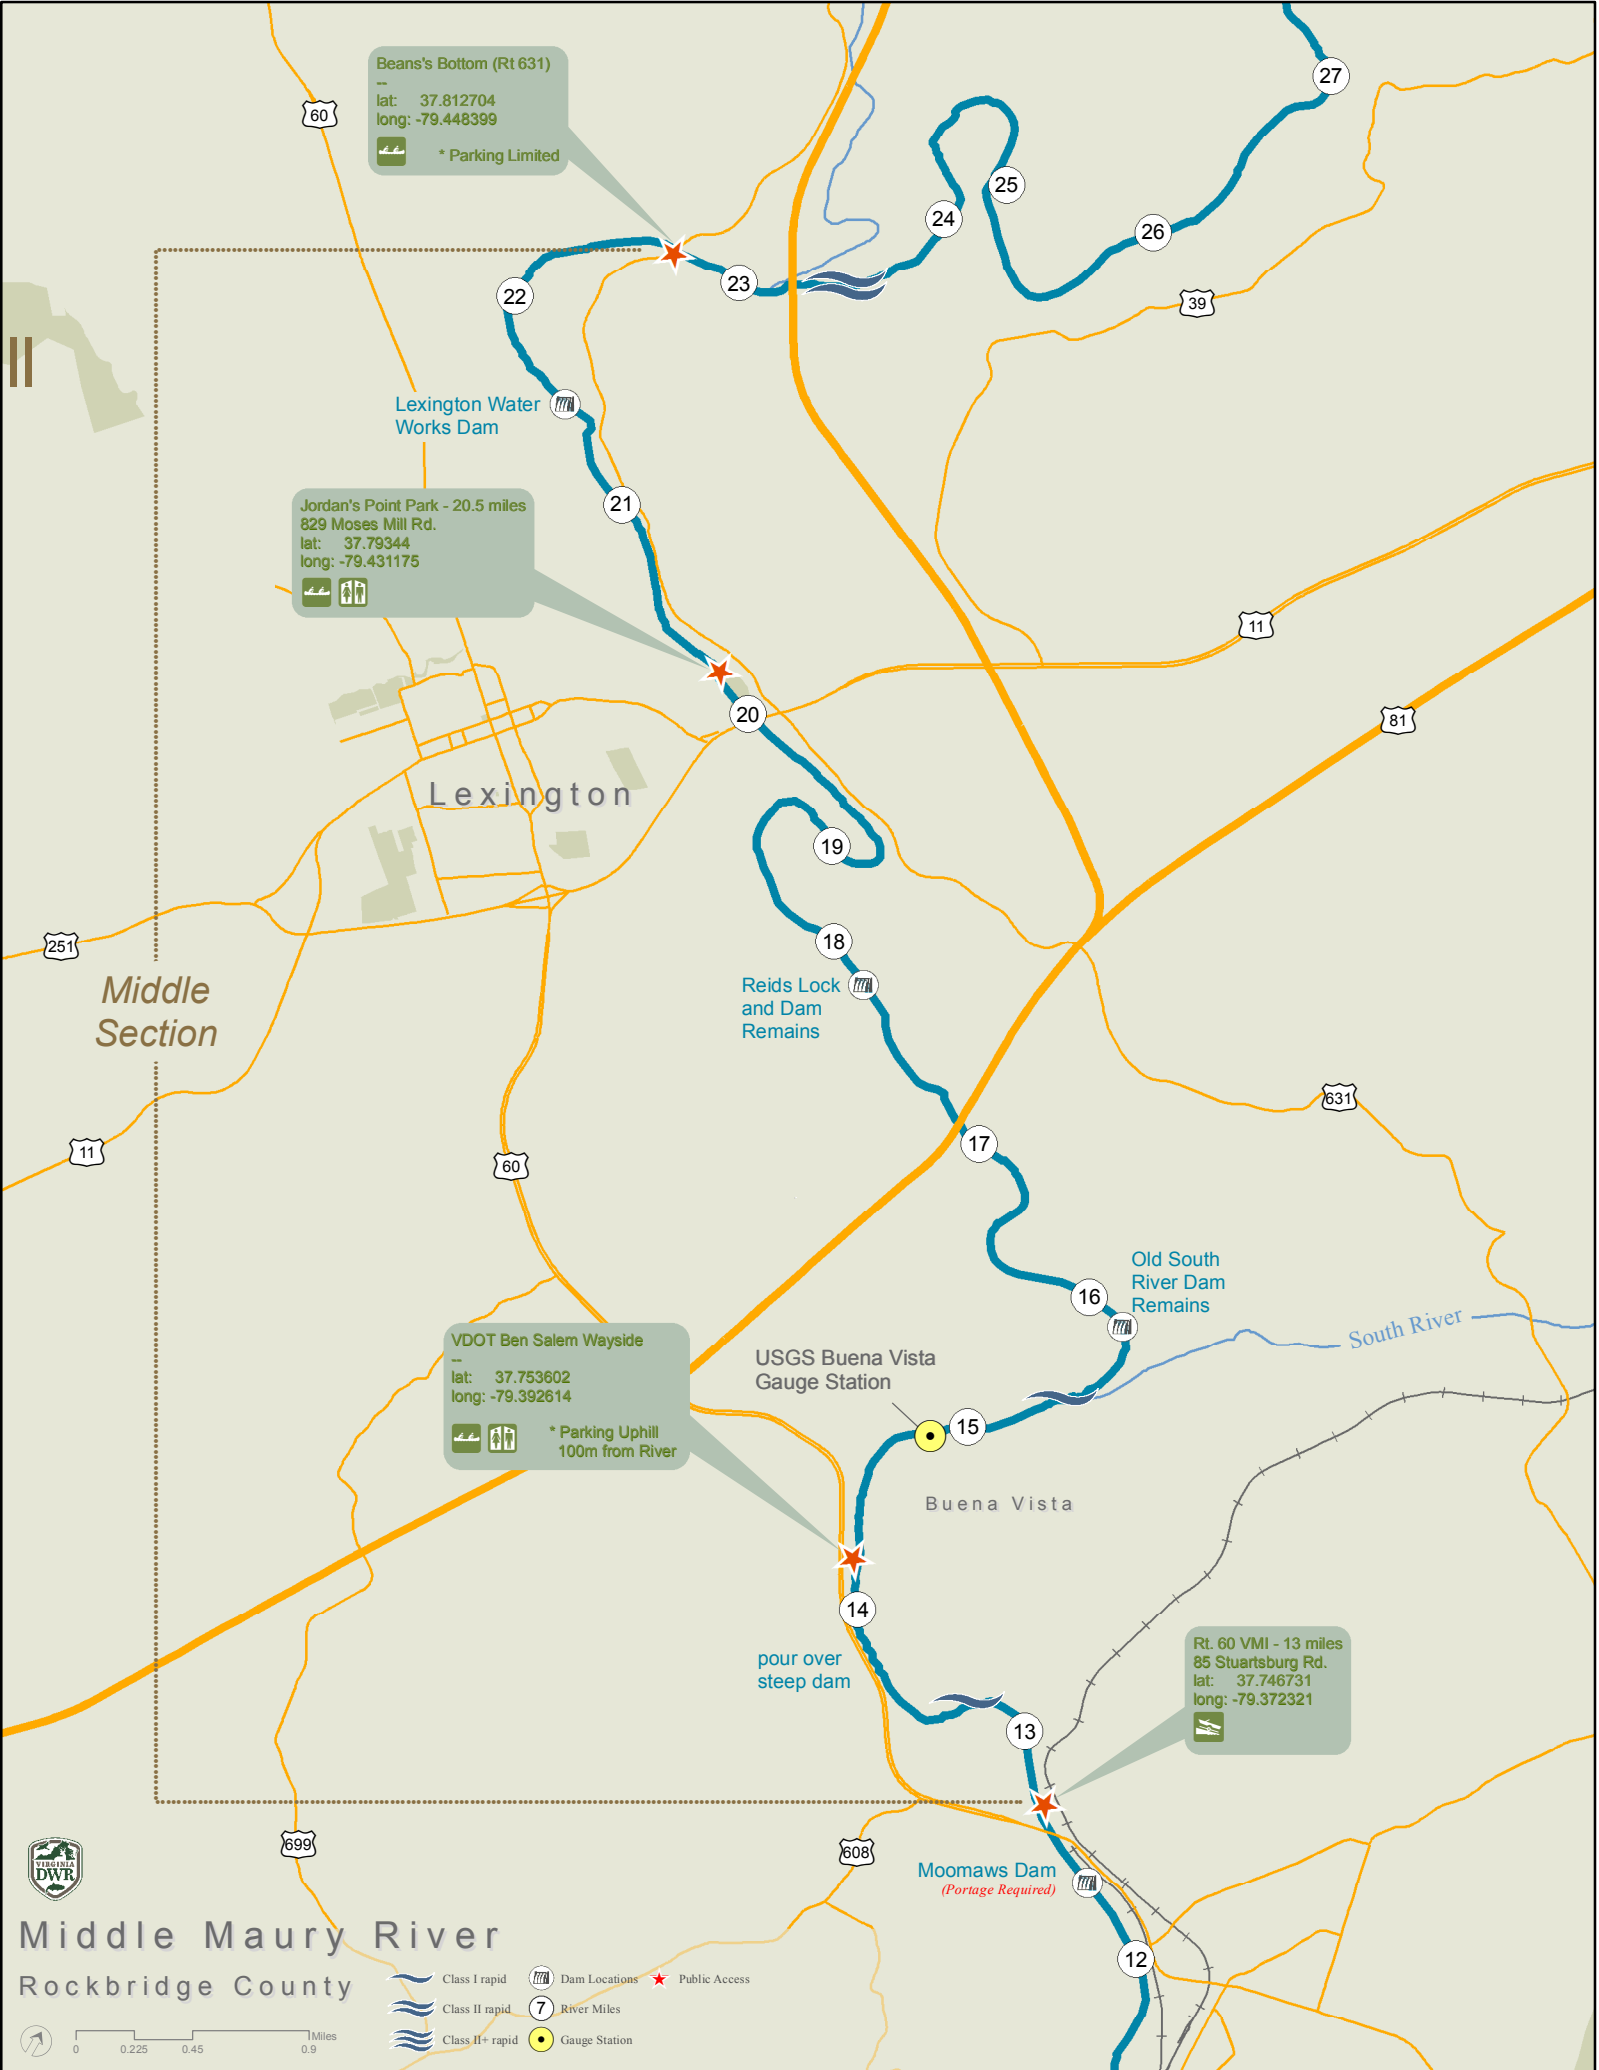 27
Beans's Bottom (Rt 631)
--
lat: 37.812704
long: -79.448399
* Parking Limited
60
25
24
26
23
22
39
II
Lexington Water
Works Dam
21
Jordan's Point Park - 20.5 miles
829 Moses Mill Rd.
lat: 37.79344
long: -79.431175
11
20
81
Lexington
19
18
251
Reids Lock
and Dam
Remains
Middle
Section
631
17
11
60
Old South
River Dam
Remains
16
South River
VDOT Ben Salem Wayside
--
lat: 37.753602
long: -79.392614
* Parking Uphill
100m from River
USGS Buena Vista
Gauge Station
15
Buena Vista
14
pour over
steep dam
Rt. 60 VMI - 13 miles
85 Stuartsburg Rd.
lat: 37.746731
long: -79.372321
13
699
608
Moomaws Dam
(Portage Required)
12
VIRGINIA
DWR
Middle Maury River
Rockbridge County
Class I rapid
Dam Locations
Public Access
Class II rapid
7
River Miles
Class II+ rapid
Gauge Station
Miles
0 0.225 0.45 0.9